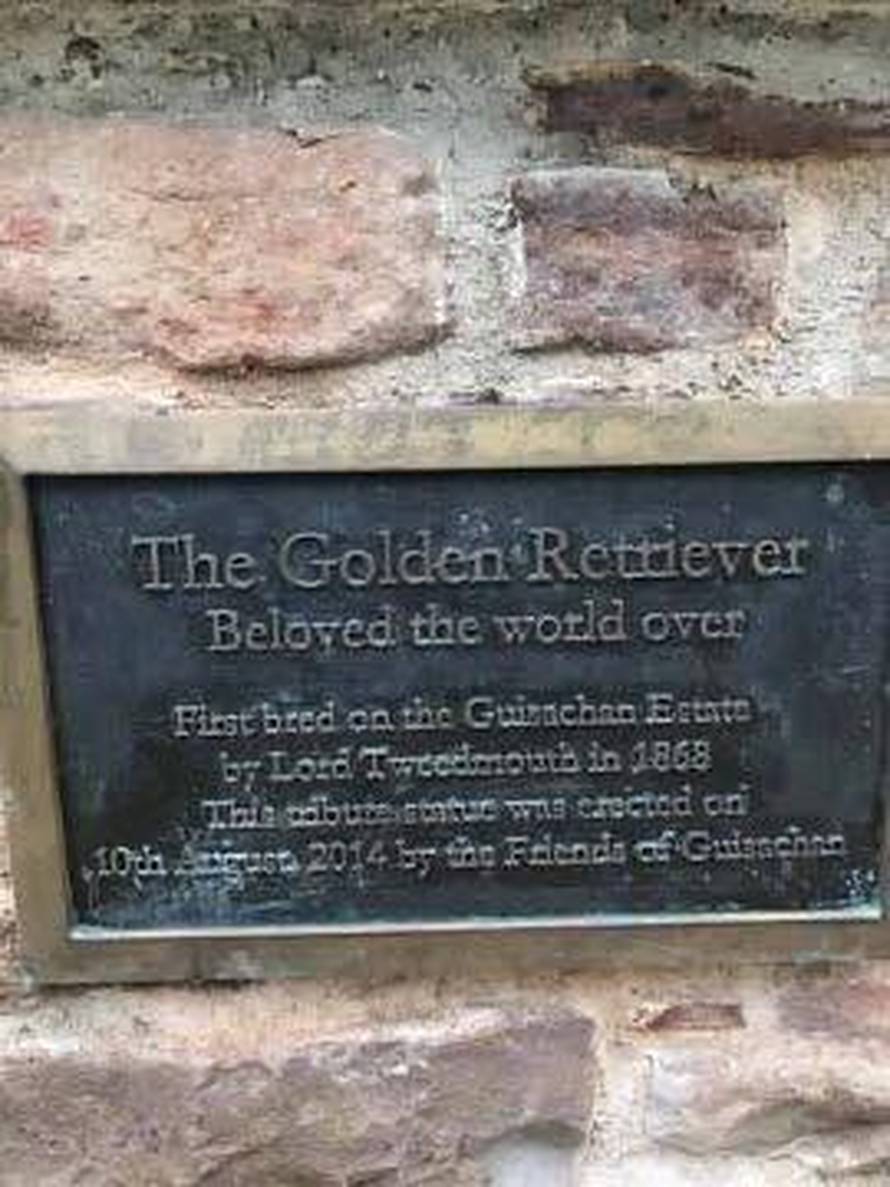 The Golden Retriever
Beloved the world over
First bred on the Guisachan Estate
by Lord Tweedmouth in 1868
This tribute statue was erected on
10th August 2014 by the Friends of Guisachan